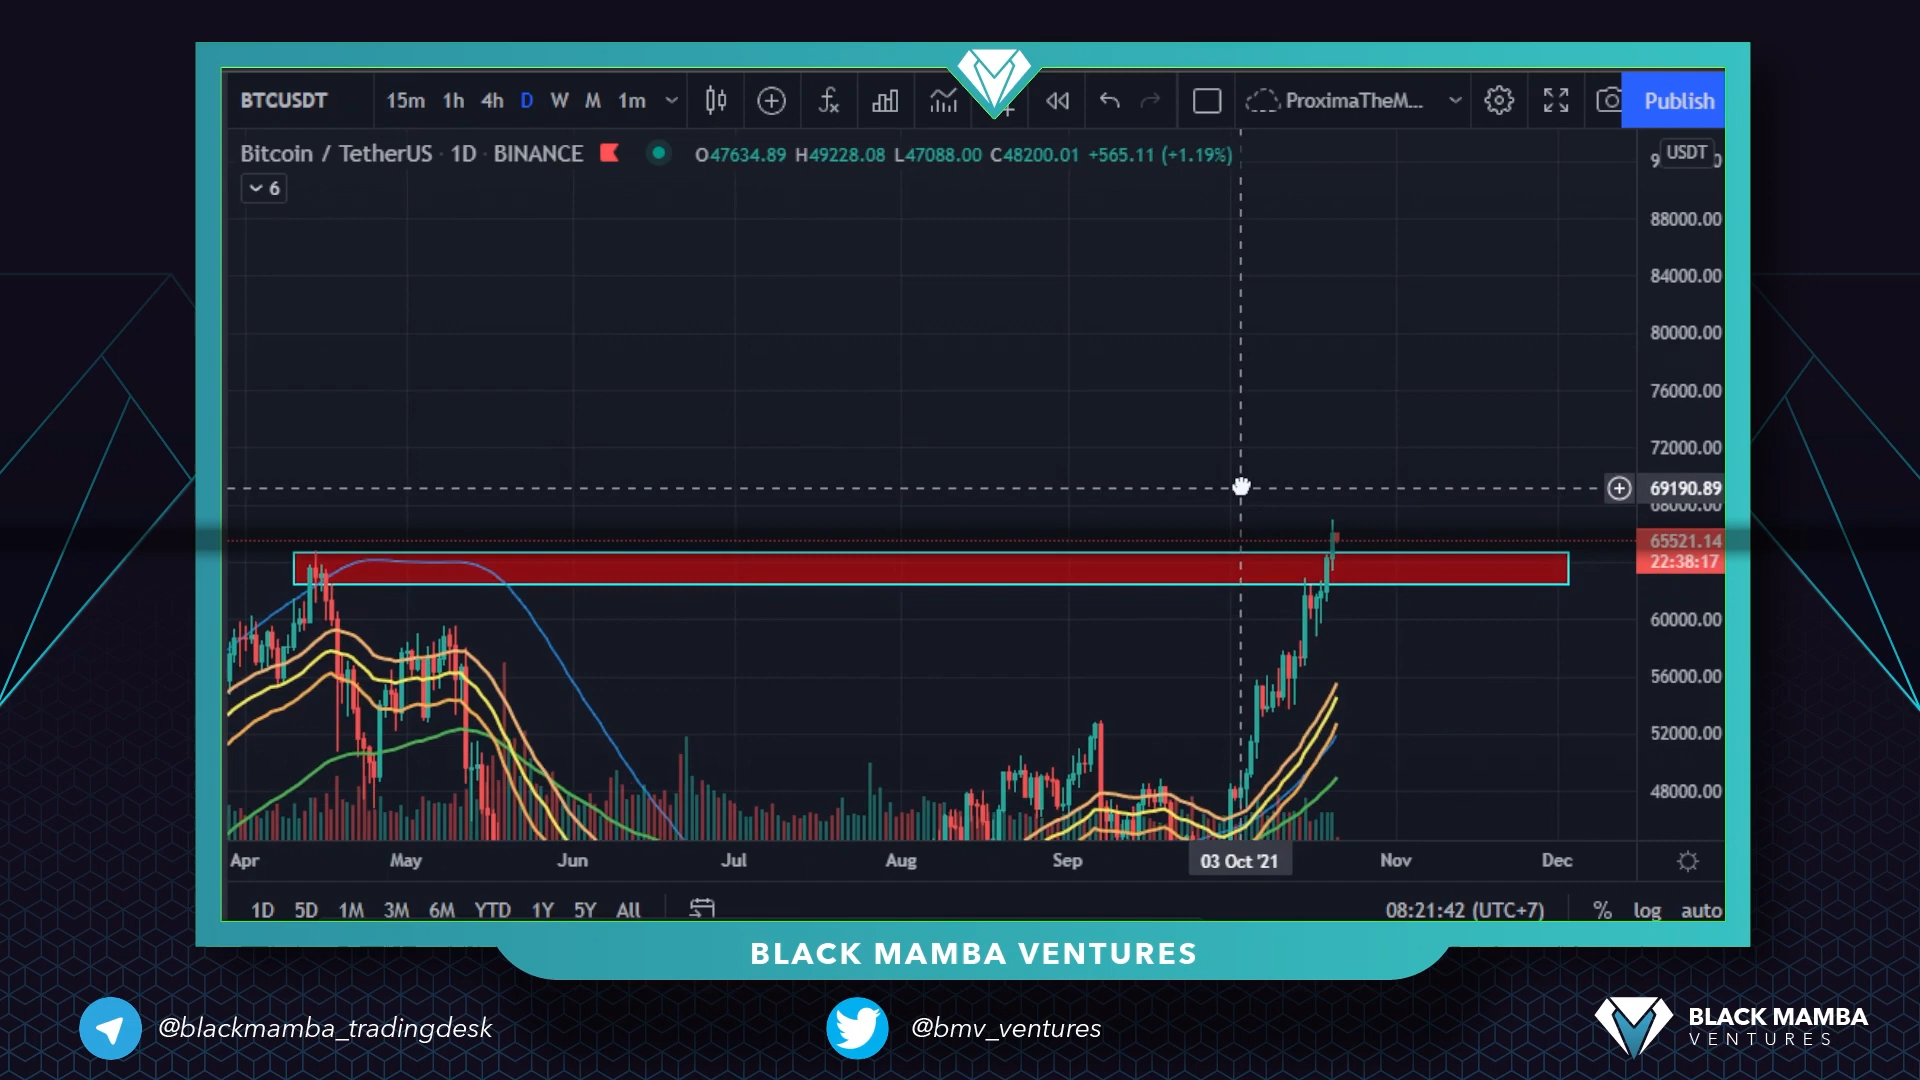 BTCUSDT 15m 1h 4h D W M 1m ProximaTheM... Publish
Bitcoin / TetherUS · 1D · BINANCE O47634.89 H49228.08 L47088.00 C48200.01 +565.11 (+1.19%) USDT
6
88000.00
84000.00
80000.00
76000.00
72000.00
69190.89
68000.00
65521.14
22:38:17
60000.00
56000.00
52000.00
48000.00
Apr May Jun Jul Aug Sep 03 Oct '21 Nov Dec
1D 5D 1M 3M 6M YTD 1Y 5Y All 08:21:42 (UTC+7) % log auto
BLACK MAMBA VENTURES
@blackmamba_tradingdesk @bmv_ventures
BLACK MAMBA
VENTURES